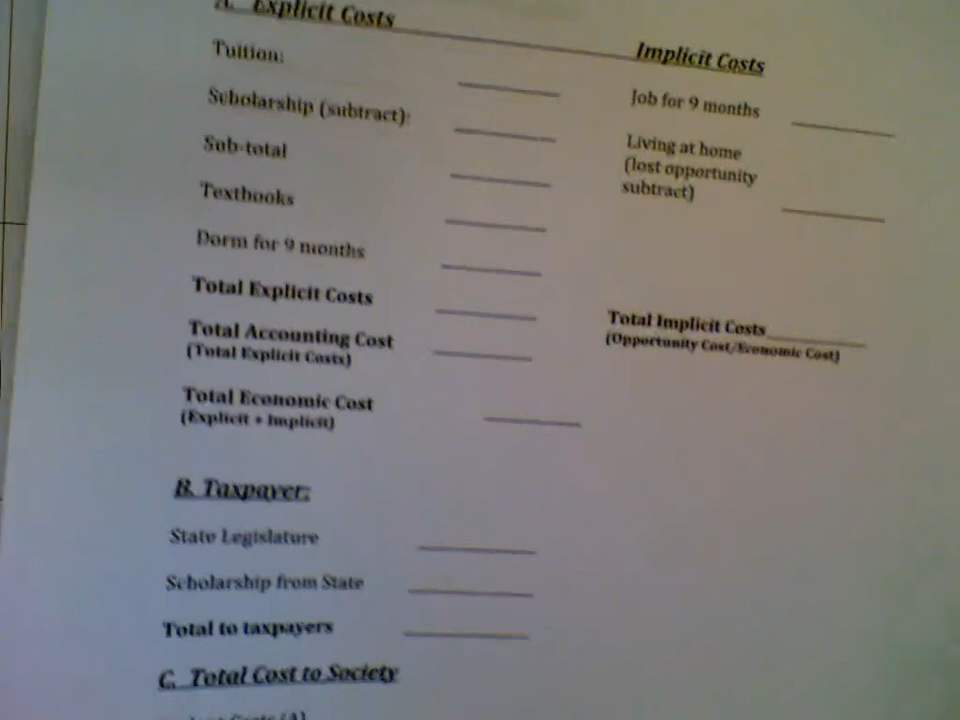 A. Explicit Costs
Implicit Costs
Tuition:
Job for 9 months
Scholarship (subtract):
Living at home
(lost opportunity
subtract)
Sub-total
Textbooks
Dorm for 9 months
Total Explicit Costs
Total Implicit Costs
(Opportunity Cost/Economic Cost)
Total Accounting Cost
(Total Explicit Costs)
Total Economic Cost
(Explicit + Implicit)
B. Taxpayer:
State Legislature
Scholarship from State
Total to taxpayers
C. Total Cost to Society
Costs (A)